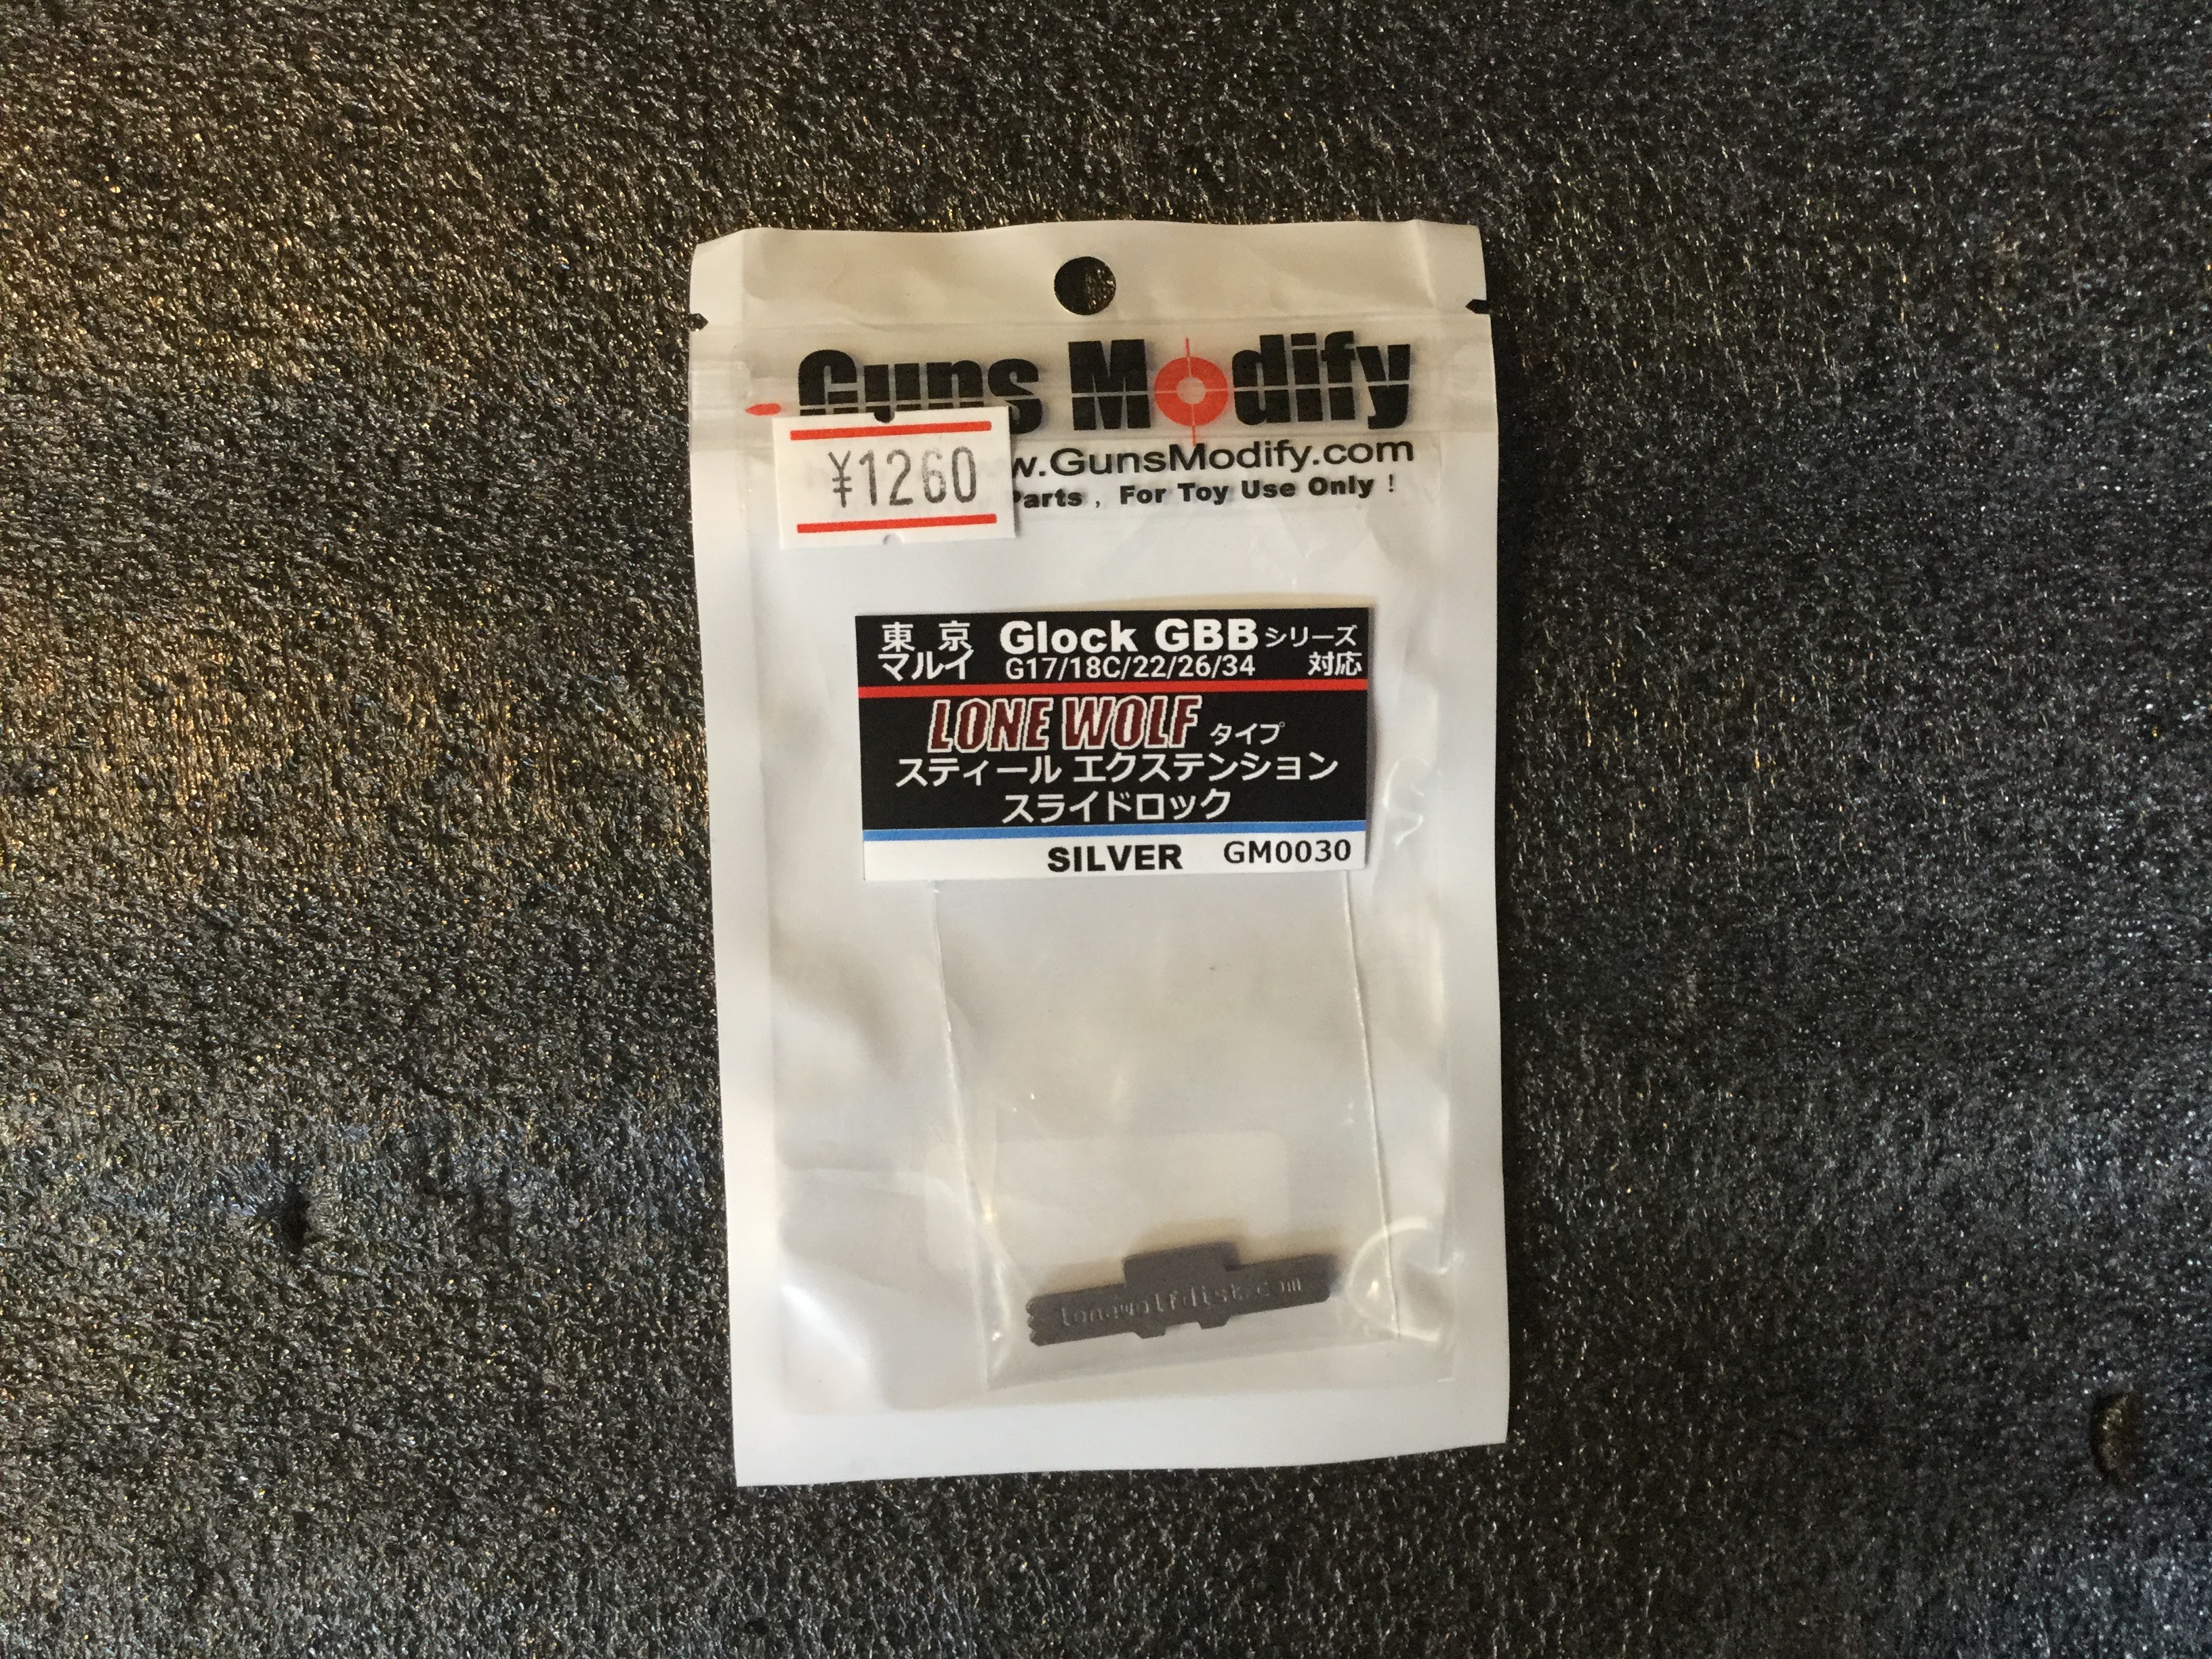 Guns Modify
w.GunsModify.com
Parts , For Toy Use Only !
¥1260
東京マルイ Glock GBB シリーズ
G17/18C/22/26/34 対応
LONE WOLF タイプ
スティール エクステンション
スライドロック
SILVER GM0030
lonewolfdist.com